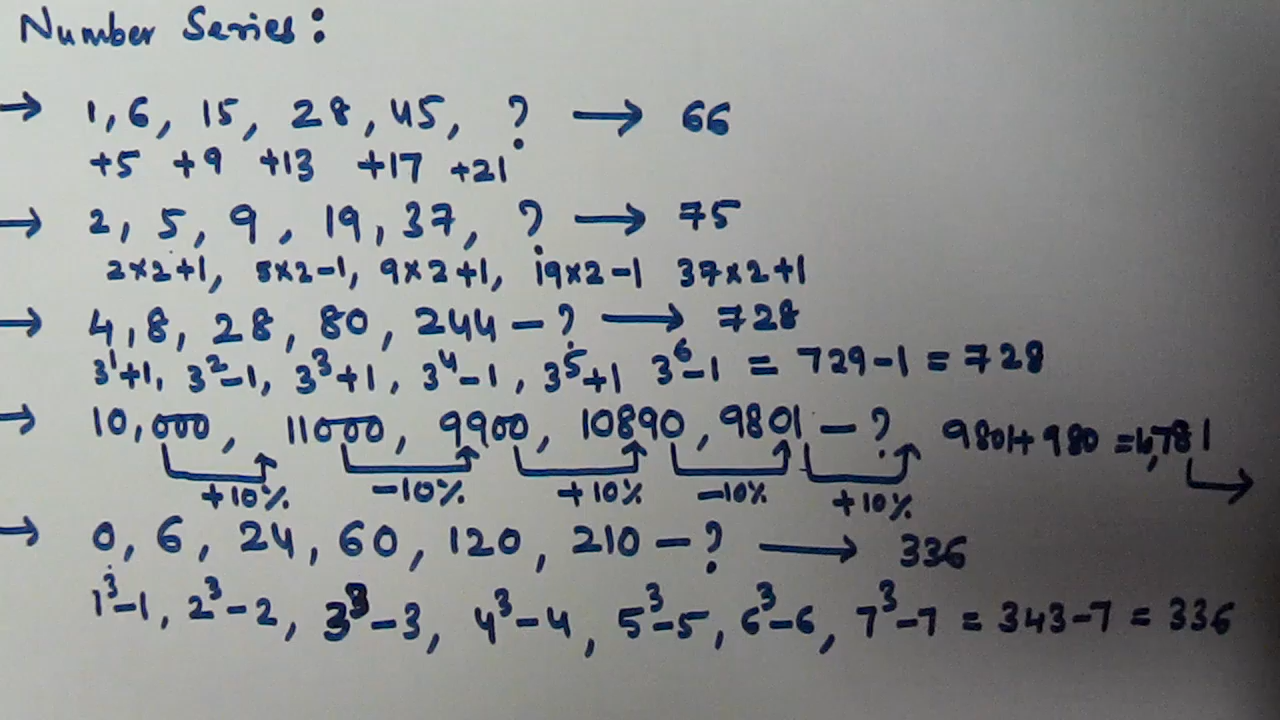 Number Series:
→ 1, 6, 15, 28, 45, ? → 66
+5 +9 +13 +17 +21
→ 2, 5, 9, 19, 37, ? → 75
2×2+1, 5×2-1, 9×2+1, 19×2-1 37×2+1
→ 4, 8, 28, 80, 244 - ? → 728
3¹+1, 3²-1, 3³+1, 3⁴-1, 3⁵+1 3⁶-1 = 729-1 = 728
→ 10,000, 11000, 9900, 10890, 9801 - ? 9801+980 =
+10% -10% +10% -10% +10%
→ 0, 6, 24, 60, 120, 210 - ? → 336
1³-1, 2³-2, 3³-3, 4³-4, 5³-5, 6³-6, 7³-7 = 343-7 = 336